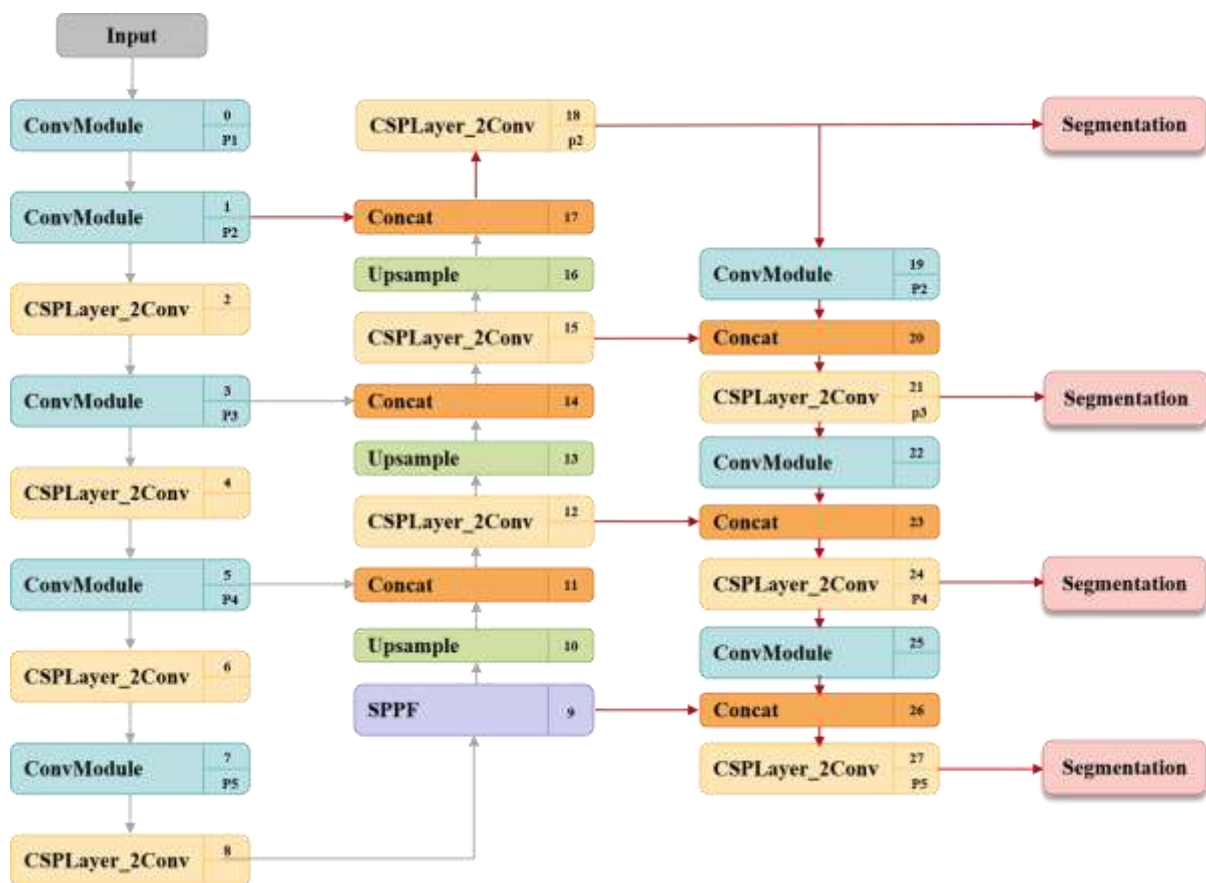 Input
ConvModule 0 P1
ConvModule 1 P2
CSPLayer_2Conv 2
ConvModule 3 P3
CSPLayer_2Conv 4
ConvModule 5 P4
CSPLayer_2Conv 6
ConvModule 7 P5
CSPLayer_2Conv 8
CSPLayer_2Conv 18 p2
Concat 17
Upsample 16
CSPLayer_2Conv 15
Concat 14
Upsample 13
CSPLayer_2Conv 12
Concat 11
Upsample 10
SPPF 9
ConvModule 19 P2
Concat 20
CSPLayer_2Conv 21 p3
ConvModule 22
Concat 23
CSPLayer_2Conv 24 P4
ConvModule 25
Concat 26
CSPLayer_2Conv 27 P5
Segmentation
Segmentation
Segmentation
Segmentation